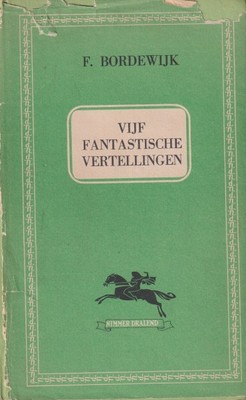 F. BORDEWIJK
VIJF
FANTASTISCHE
VERTELLINGEN
NIMMER DRALEND